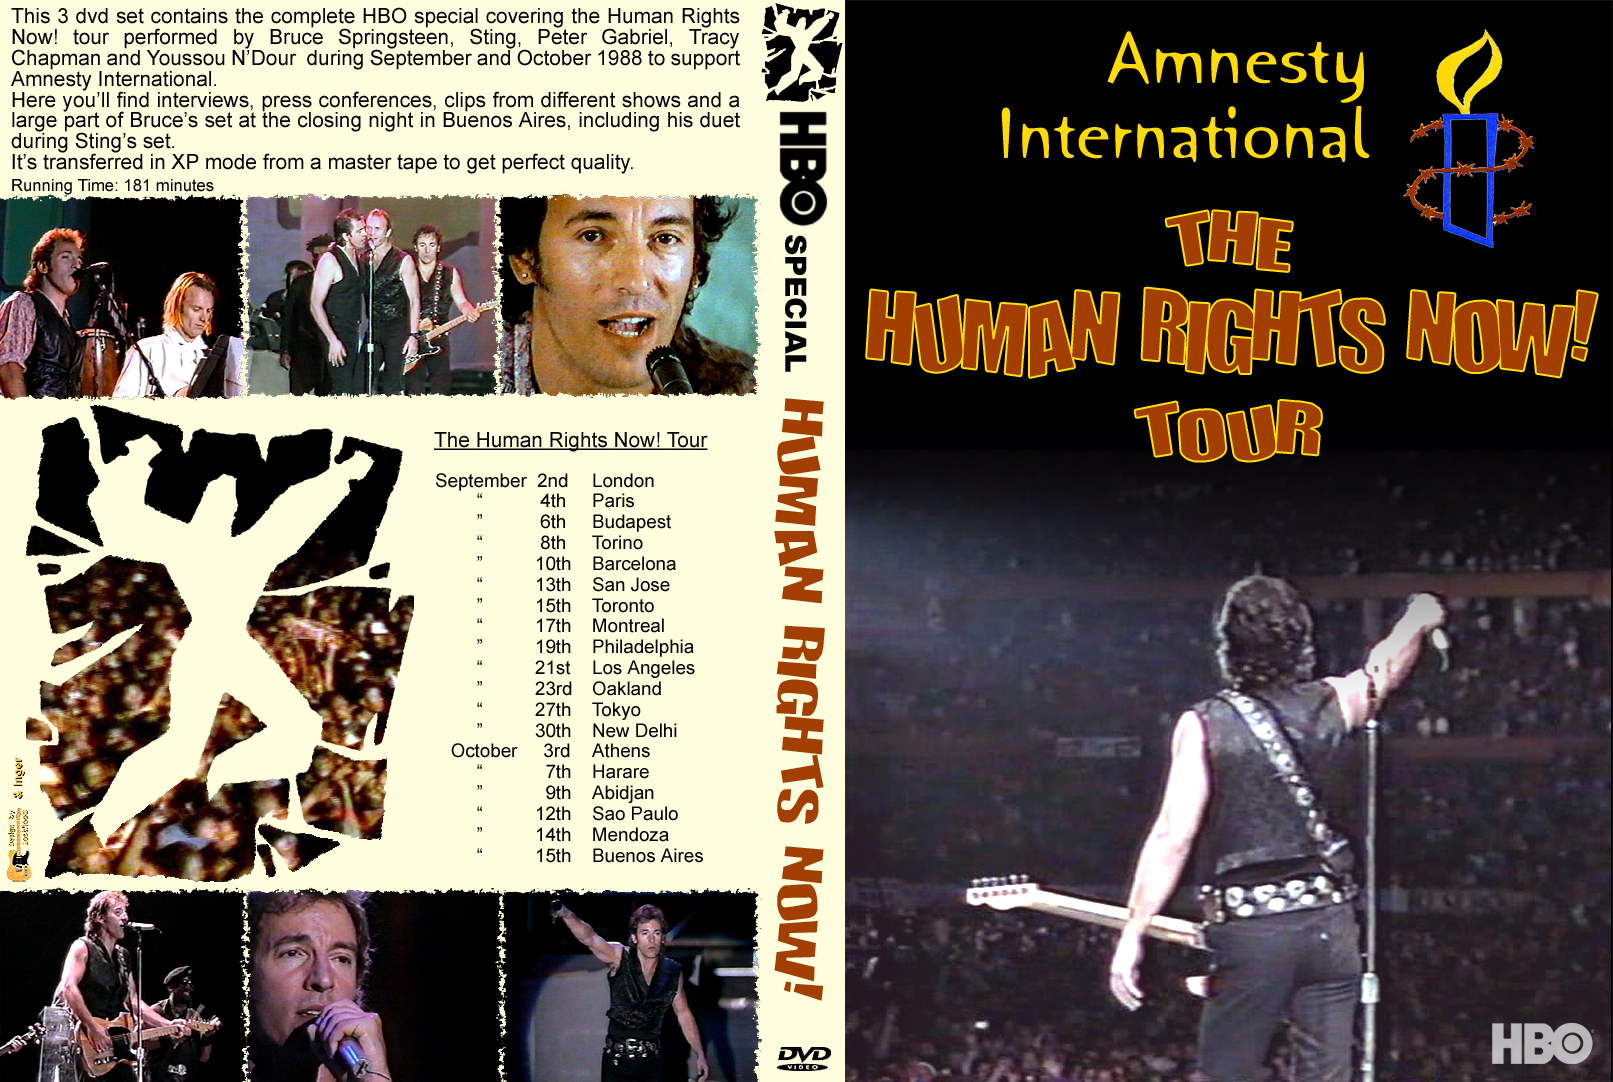 This 3 dvd set contains the complete HBO special covering the Human Rights
Now! tour performed by Bruce Springsteen, Sting, Peter Gabriel, Tracy
Chapman and Youssou N'Dour during September and October 1988 to support
Amnesty International.
Here you'll find interviews, press conferences, clips from different shows and a
large part of Bruce's set at the closing night in Buenos Aires, including his duet
during Sting's set.
It's transferred in XP mode from a master tape to get perfect quality.
Running Time: 181 minutes
The Human Rights Now! Tour
September 2nd London
“ 4th Paris
” 6th Budapest
“ 8th Torino
” 10th Barcelona
“ 13th San Jose
” 15th Toronto
“ 17th Montreal
” 19th Philadelphia
“ 21st Los Angeles
” 23rd Oakland
“ 27th Tokyo
” 30th New Delhi
October 3rd Athens
“ 7th Harare
” 9th Abidjan
“ 12th Sao Paulo
” 14th Mendoza
“ 15th Buenos Aires
Design by
Lockwood
& Inger
HBO SPECIAL HUMAN RIGHTS NOW!
DVD
VIDEO
Amnesty
International
THE
HUMAN RIGHTS NOW!
TOUR
HBO